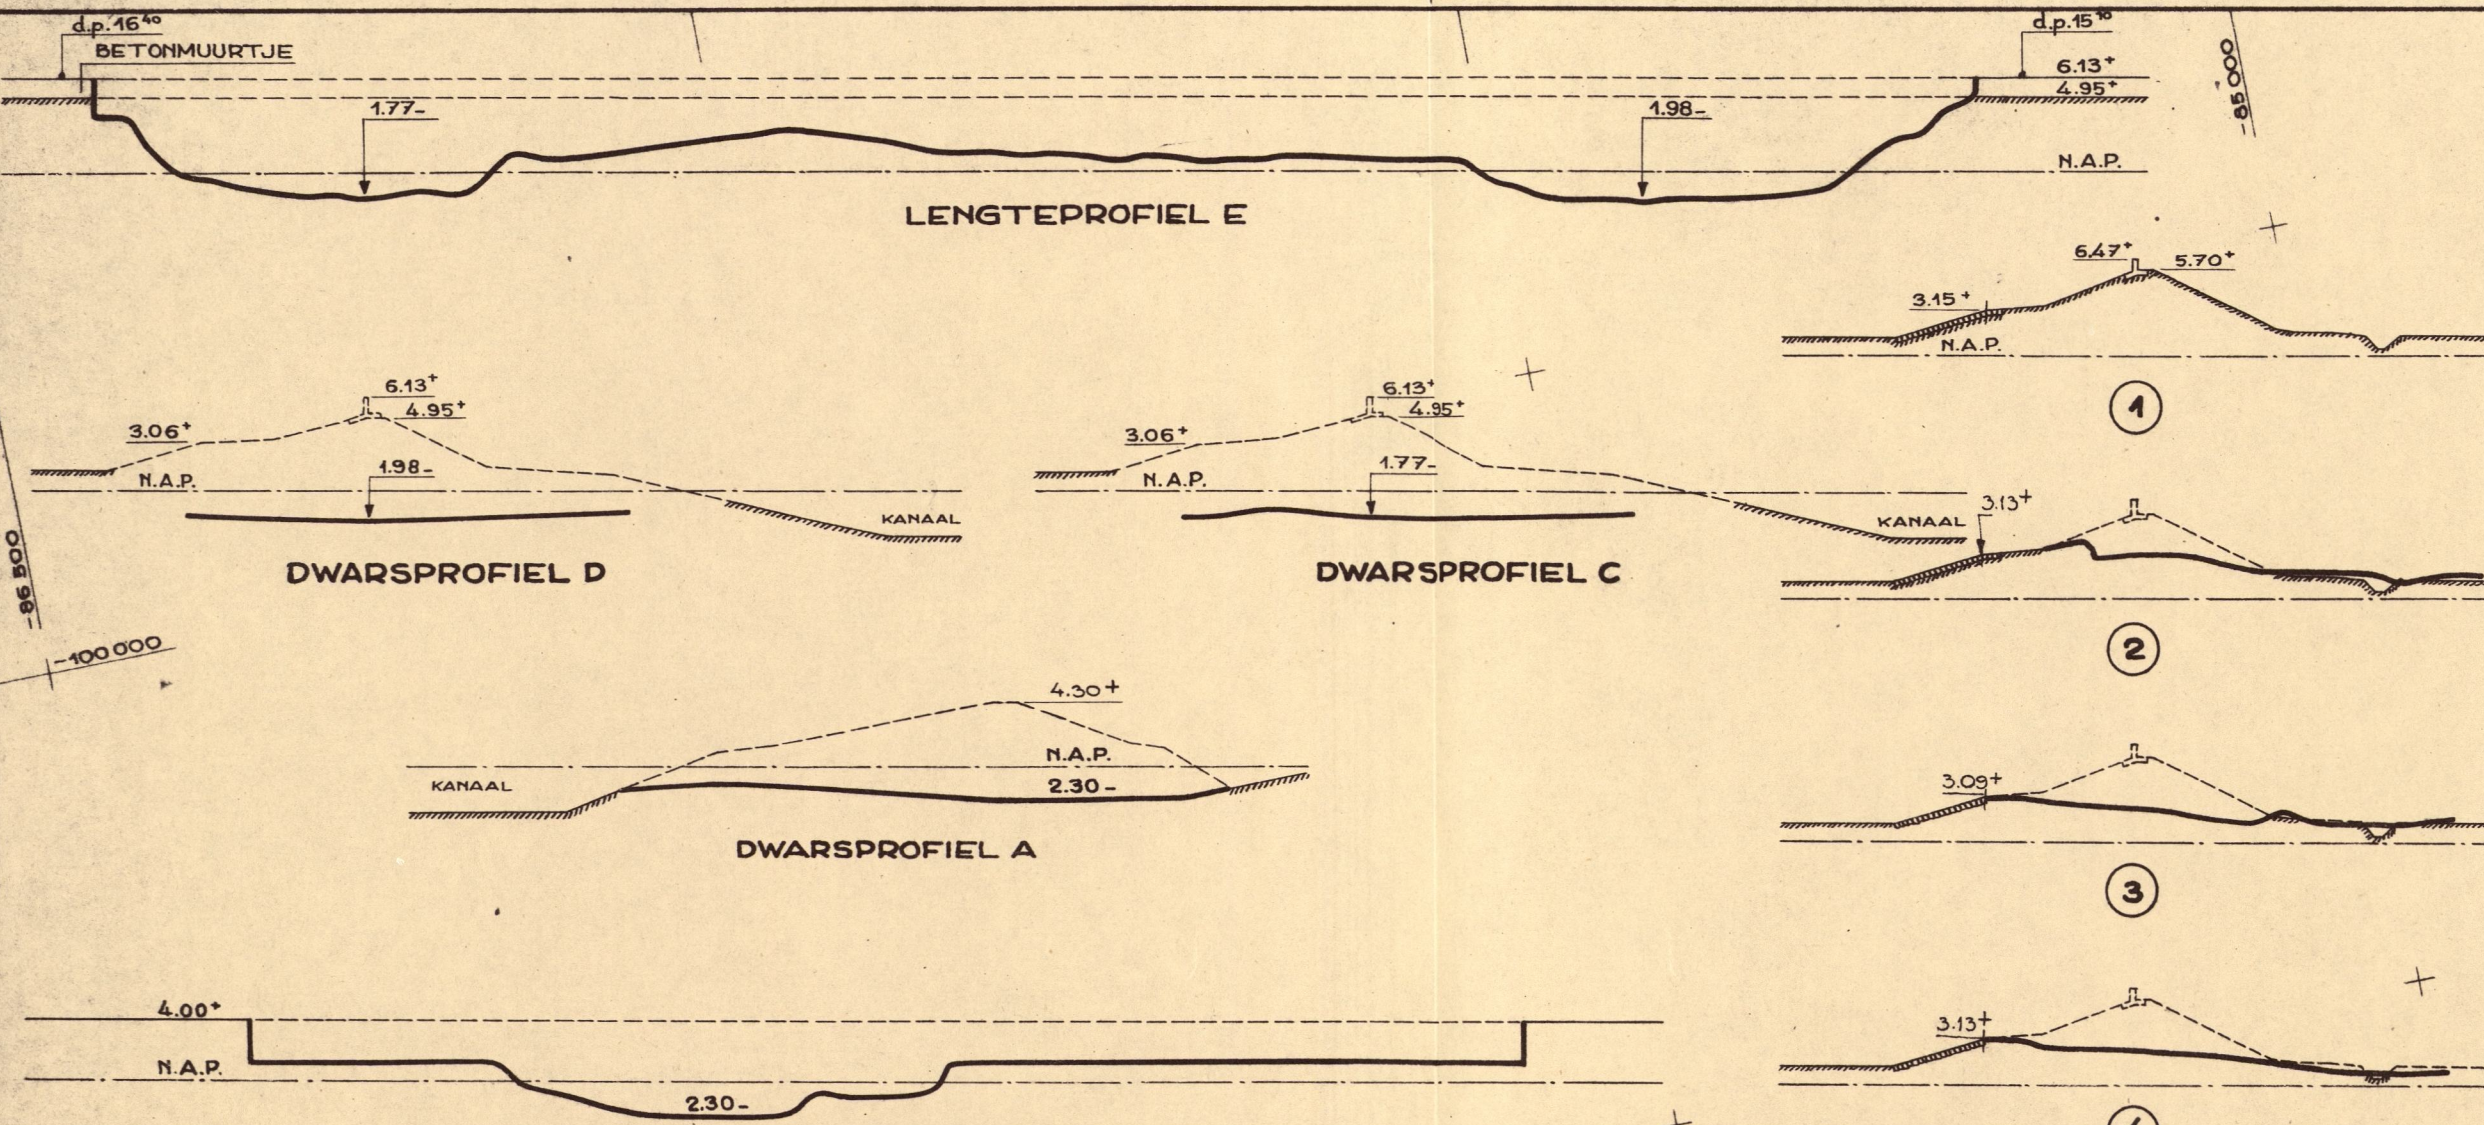 d.p. 16⁴⁰
BETONMUURTJE
d.p. 15¹⁰
6.13+
4.95+
-85 000
1.77-
1.98-
N.A.P.
LENGTEPROFIEL E
6.47+
5.70+
3.15+
N.A.P.
1
6.13+
4.95+
3.06+
1.98-
N.A.P.
KANAAL
DWARSPROFIEL D
6.13+
4.95+
3.06+
1.77-
N.A.P.
KANAAL
DWARSPROFIEL C
3.13+
2
-86 500
-100 000
4.30+
N.A.P.
KANAAL
2.30-
DWARSPROFIEL A
3.09+
3
4.00+
N.A.P.
2.30-
3.13+